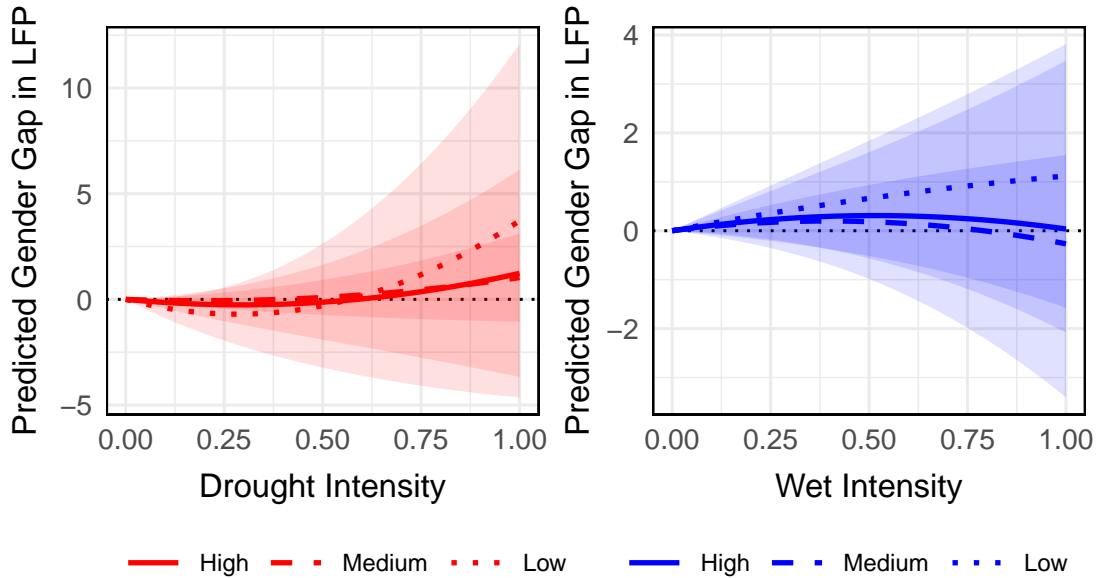 Predicted Gender Gap in LFP
10
5
0
−5
0.00 0.25 0.50 0.75 1.00
Drought Intensity
High Medium Low
Predicted Gender Gap in LFP
4
2
0
−2
0.00 0.25 0.50 0.75 1.00
Wet Intensity
High Medium Low